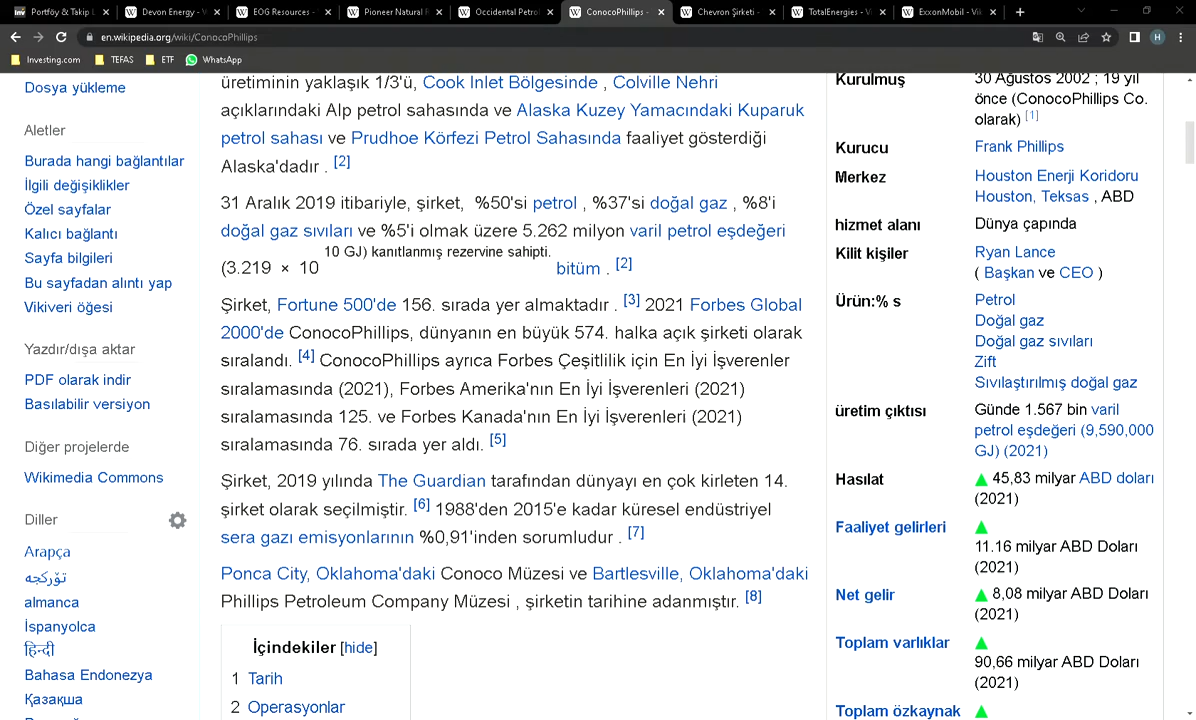 Portföy & Takip L
Devon Energy - V
EOG Resources -
Pioneer Natural R
Occidental Petrol
ConocoPhillips -
Chevron Şirketi -
TotalEnergies - Vi
ExxonMobil - Vik
en.wikipedia.org/wiki/ConocoPhillips
H
Investing.com
TEFAS
ETF
WhatsApp
Dosya yükleme
Aletler
Burada hangi bağlantılar
İlgili değişiklikler
Özel sayfalar
Kalıcı bağlantı
Sayfa bilgileri
Bu sayfadan alıntı yap
Vikiveri öğesi
Yazdır/dışa aktar
PDF olarak indir
Basılabilir versiyon
Diğer projelerde
Wikimedia Commons
Diller
Arapça
تۆرکجه
almanca
İspanyolca
हिन्दी
Bahasa Endonezya
Қазақша
üretiminin yaklaşık 1/3'ü, Cook Inlet Bölgesinde , Colville Nehri
açıklarındaki Alp petrol sahasında ve Alaska Kuzey Yamacındaki Kuparuk
petrol sahası ve Prudhoe Körfezi Petrol Sahasında faaliyet gösterdiği
Alaska'dadır . [2]
31 Aralık 2019 itibariyle, şirket, %50'si petrol , %37'si doğal gaz , %8'i
doğal gaz sıvıları ve %5'i olmak üzere 5.262 milyon varil petrol eşdeğeri
(3.219 × 10 10 GJ) kanıtlanmış rezervine sahipti. bitüm . [2]
Şirket, Fortune 500'de 156. sırada yer almaktadır . [3] 2021 Forbes Global
2000'de ConocoPhillips, dünyanın en büyük 574. halka açık şirketi olarak
sıralandı. [4] ConocoPhillips ayrıca Forbes Çeşitlilik için En İyi İşverenler
sıralamasında (2021), Forbes Amerika'nın En İyi İşverenleri (2021)
sıralamasında 125. ve Forbes Kanada'nın En İyi İşverenleri (2021)
sıralamasında 76. sırada yer aldı. [5]
Şirket, 2019 yılında The Guardian tarafından dünyayı en çok kirleten 14.
şirket olarak seçilmiştir. [6] 1988'den 2015'e kadar küresel endüstriyel
sera gazı emisyonlarının %0,91'inden sorumludur . [7]
Ponca City, Oklahoma'daki Conoco Müzesi ve Bartlesville, Oklahoma'daki
Phillips Petroleum Company Müzesi , şirketin tarihine adanmıştır. [8]
İçindekiler [hide]
1 Tarih
2 Operasyonlar
Kurulmuş 30 Ağustos 2002 ; 19 yıl
önce (ConocoPhillips Co.
olarak) [1]
Kurucu Frank Phillips
Merkez Houston Enerji Koridoru
Houston, Teksas , ABD
hizmet alanı Dünya çapında
Kilit kişiler Ryan Lance
( Başkan ve CEO )
Ürün:% s Petrol
Doğal gaz
Doğal gaz sıvıları
Zift
Sıvılaştırılmış doğal gaz
üretim çıktısı Günde 1.567 bin varil
petrol eşdeğeri (9,590,000
GJ) (2021)
Hasılat ▲ 45,83 milyar ABD doları
(2021)
Faaliyet gelirleri ▲
11.16 milyar ABD Doları
(2021)
Net gelir ▲ 8,08 milyar ABD Doları
(2021)
Toplam varlıklar ▲
90,66 milyar ABD Doları
(2021)
Toplam özkaynak ▲